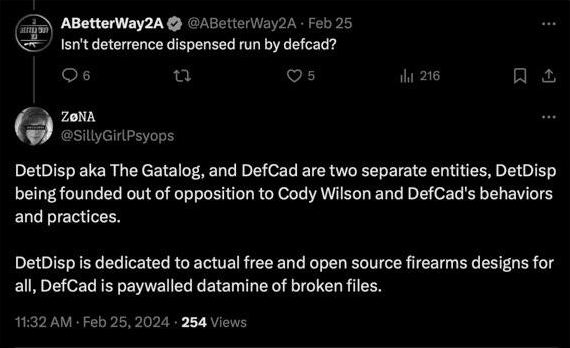 ABetterWay2A @ABetterWay2A · Feb 25
Isn't deterrence dispensed run by defcad?
6 5 216
ZøNA
@SillyGirlPsyops
DetDisp aka The Gatalog, and DefCad are two separate entities, DetDisp
being founded out of opposition to Cody Wilson and DefCad's behaviors
and practices.
DetDisp is dedicated to actual free and open source firearms designs for
all, DefCad is paywalled datamine of broken files.
11:32 AM · Feb 25, 2024 · 254 Views